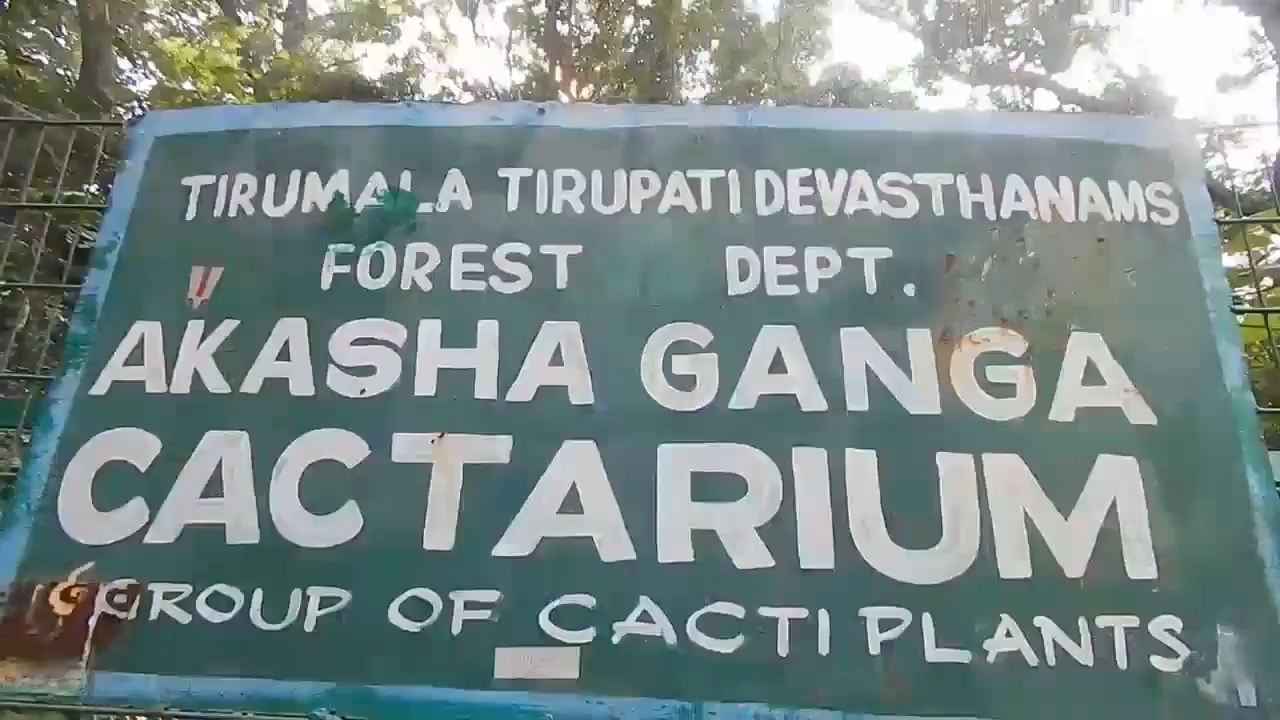 TIRUMALA TIRUPATI DEVASTHANAMS
FOREST DEPT.
AKASHA GANGA
CACTARIUM
GROUP OF CACTI PLANTS